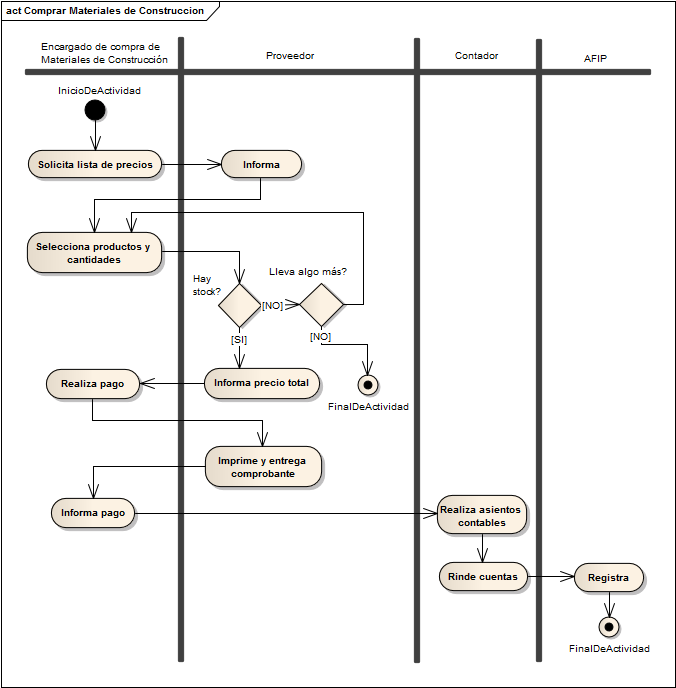 act Comprar Materiales de Construccion
Encargado de compra de
Materiales de Construcción
Proveedor
Contador
AFIP
InicioDeActividad
Solicita lista de precios
Informa
Selecciona productos y
cantidades
Hay
stock?
Lleva algo más?
[NO]
[SI]
[NO]
Realiza pago
Informa precio total
FinalDeActividad
Imprime y entrega
comprobante
Informa pago
Realiza asientos
contables
Rinde cuentas
Registra
FinalDeActividad